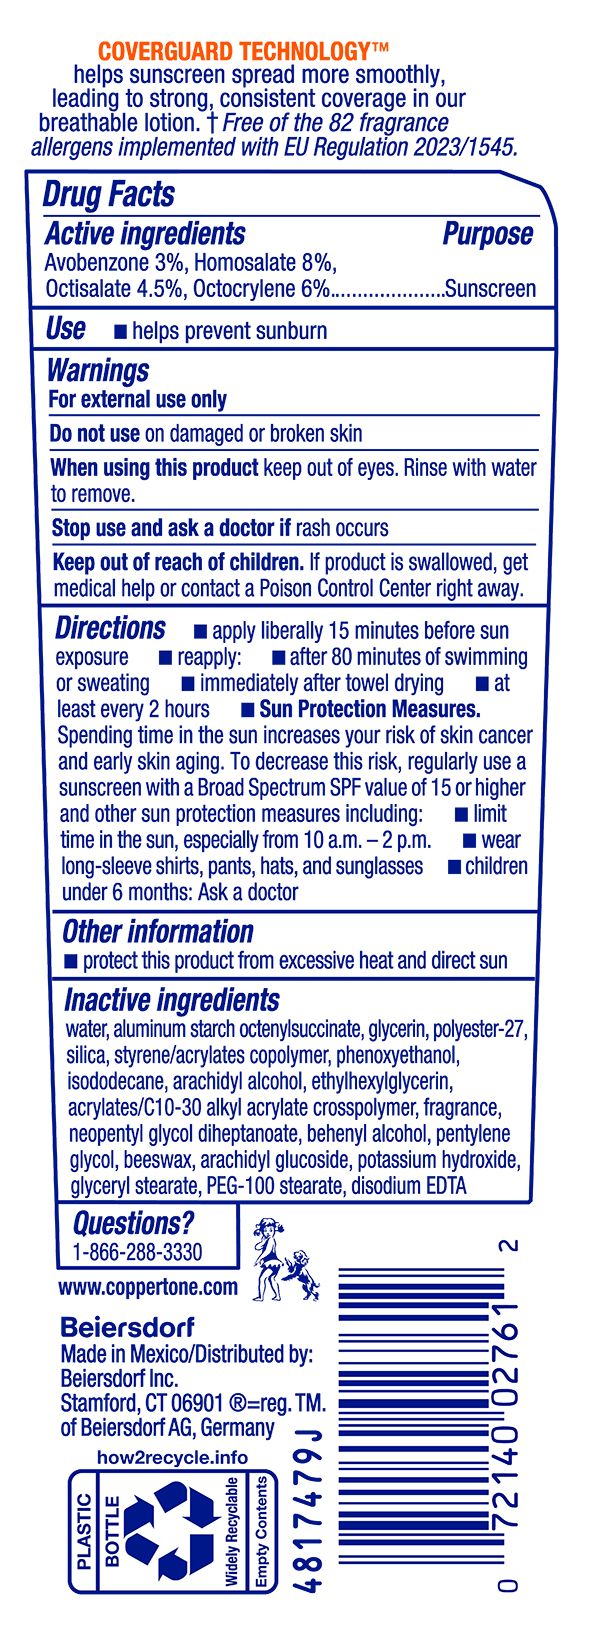 COVERGUARD TECHNOLOGY™
helps sunscreen spread more smoothly,
leading to strong, consistent coverage in our
breathable lotion. † Free of the 82 fragrance
allergens implemented with EU Regulation 2023/1545.
Drug Facts
Active ingredients Purpose
Avobenzone 3%, Homosalate 8%,
Octisalate 4.5%, Octocrylene 6%....................Sunscreen
Use ■ helps prevent sunburn
Warnings
For external use only
Do not use on damaged or broken skin
When using this product keep out of eyes. Rinse with water
to remove.
Stop use and ask a doctor if rash occurs
Keep out of reach of children. If product is swallowed, get
medical help or contact a Poison Control Center right away.
Directions ■ apply liberally 15 minutes before sun
exposure ■ reapply: ■ after 80 minutes of swimming
or sweating ■ immediately after towel drying ■ at
least every 2 hours ■ Sun Protection Measures.
Spending time in the sun increases your risk of skin cancer
and early skin aging. To decrease this risk, regularly use a
sunscreen with a Broad Spectrum SPF value of 15 or higher
and other sun protection measures including: ■ limit
time in the sun, especially from 10 a.m. – 2 p.m. ■ wear
long-sleeve shirts, pants, hats, and sunglasses ■ children
under 6 months: Ask a doctor
Other information
■ protect this product from excessive heat and direct sun
Inactive ingredients
water, aluminum starch octenylsuccinate, glycerin, polyester-27,
silica, styrene/acrylates copolymer, phenoxyethanol,
isododecane, arachidyl alcohol, ethylhexylglycerin,
acrylates/C10-30 alkyl acrylate crosspolymer, fragrance,
neopentyl glycol diheptanoate, behenyl alcohol, pentylene
glycol, beeswax, arachidyl glucoside, potassium hydroxide,
glyceryl stearate, PEG-100 stearate, disodium EDTA
Questions?
1-866-288-3330
www.coppertone.com
Beiersdorf
Made in Mexico/Distributed by:
Beiersdorf Inc.
Stamford, CT 06901 ®=reg. TM.
of Beiersdorf AG, Germany
how2recycle.info
PLASTIC
BOTTLE
Widely Recyclable
Empty Contents
4817479J
0 72140 02761 2